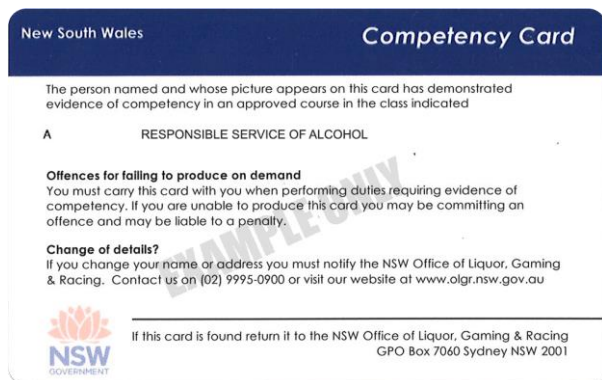 New South Wales
Competency Card
The person named and whose picture appears on this card has demonstrated
evidence of competency in an approved course in the class indicated
A RESPONSIBLE SERVICE OF ALCOHOL
Offences for failing to produce on demand
You must carry this card with you when performing duties requiring evidence of
competency. If you are unable to produce this card you may be committing an
offence and may be liable to a penalty.
EXAMPLE ONLY
Change of details?
If you change your name or address you must notify the NSW Office of Liquor, Gaming
& Racing. Contact us on (02) 9995-0900 or visit our website at www.olgr.nsw.gov.au
If this card is found return it to the NSW Office of Liquor, Gaming & Racing
GPO Box 7060 Sydney NSW 2001
NSW
GOVERNMENT